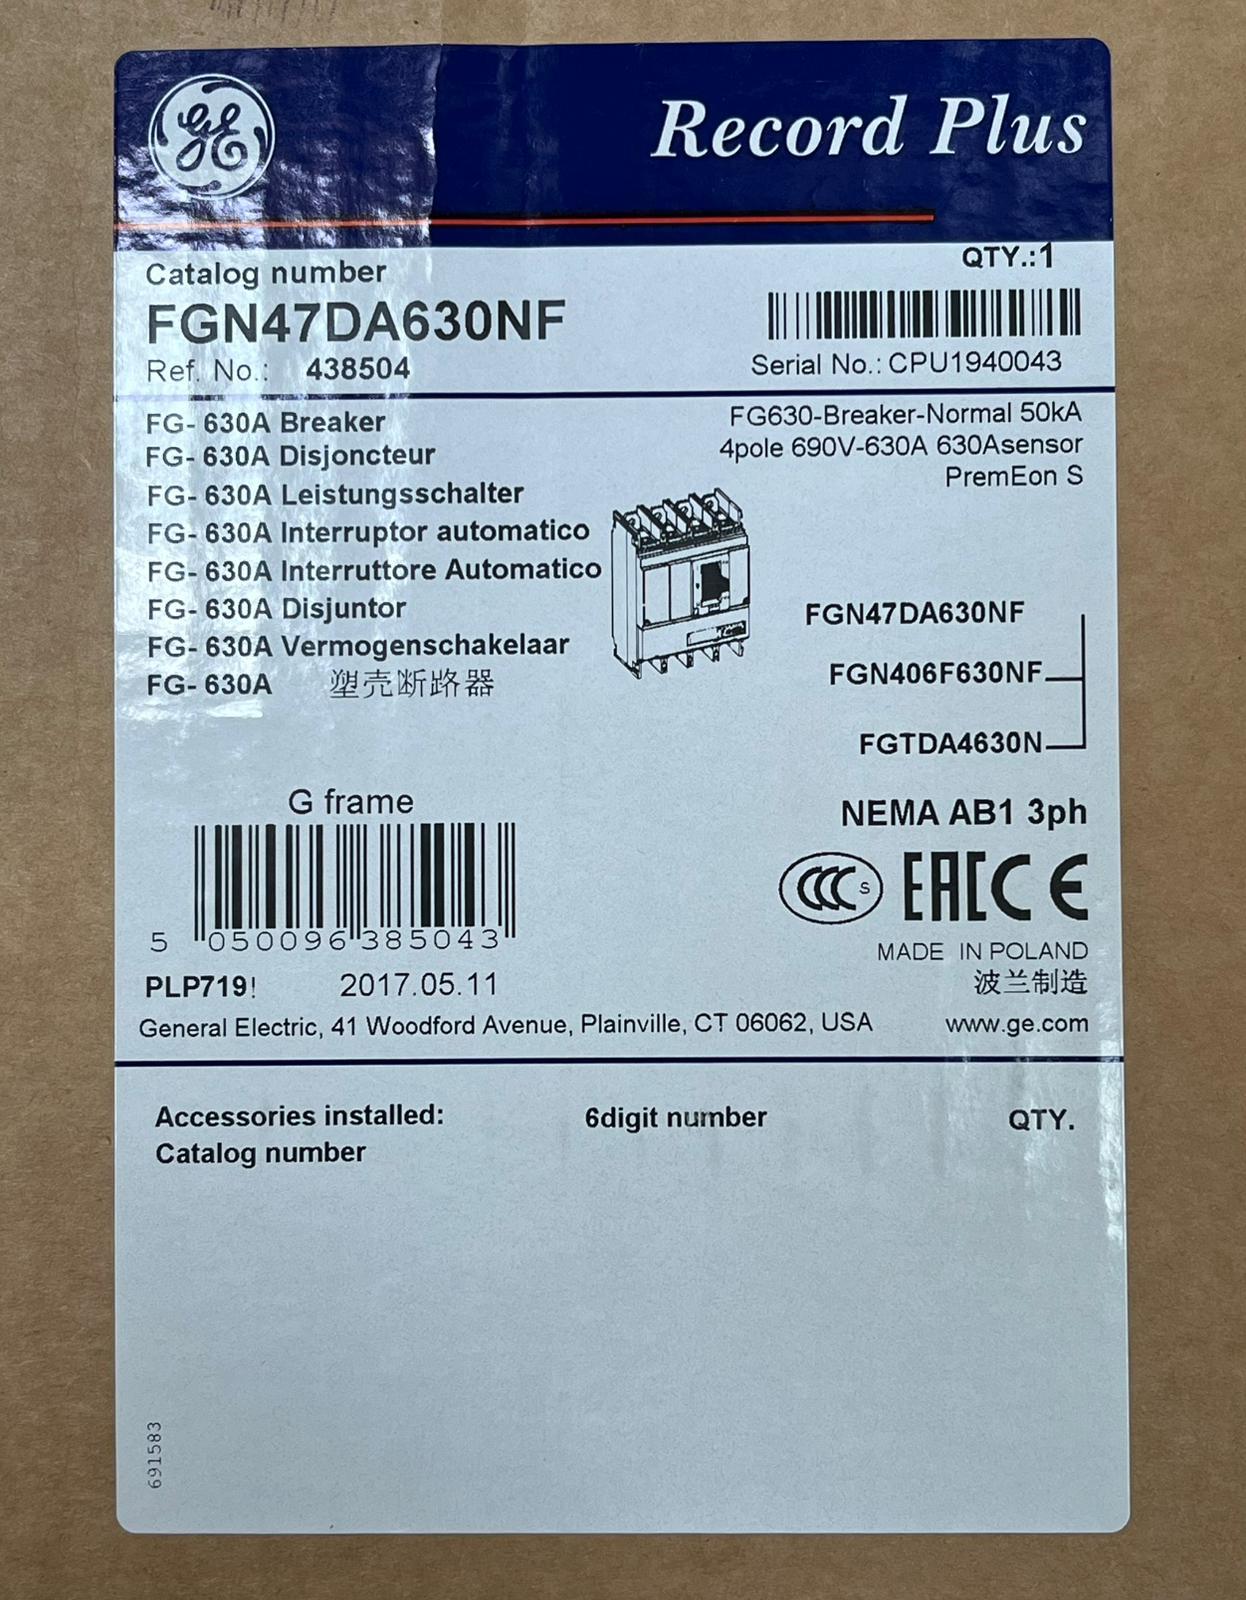 GE
Record Plus
QTY.:1
Catalog number
FGN47DA630NF
Ref. No.: 438504
Serial No.: CPU1940043
FG- 630A Breaker
FG- 630A Disjoncteur
FG- 630A Leistungsschalter
FG- 630A Interruptor automatico
FG- 630A Interruttore Automatico
FG- 630A Disjuntor
FG- 630A Vermogenschakelaar
FG- 630A 塑壳断路器
FG630-Breaker-Normal 50kA
4pole 690V-630A 630Asensor
PremEon S
FGN47DA630NF
FGN406F630NF
FGTDA4630N
G frame
5 050096 385043
NEMA AB1 3ph
CCC S EAC CE
MADE IN POLAND
波兰制造
PLP719! 2017.05.11
General Electric, 41 Woodford Avenue, Plainville, CT 06062, USA www.ge.com
Accessories installed: 6digit number QTY.
Catalog number
691583